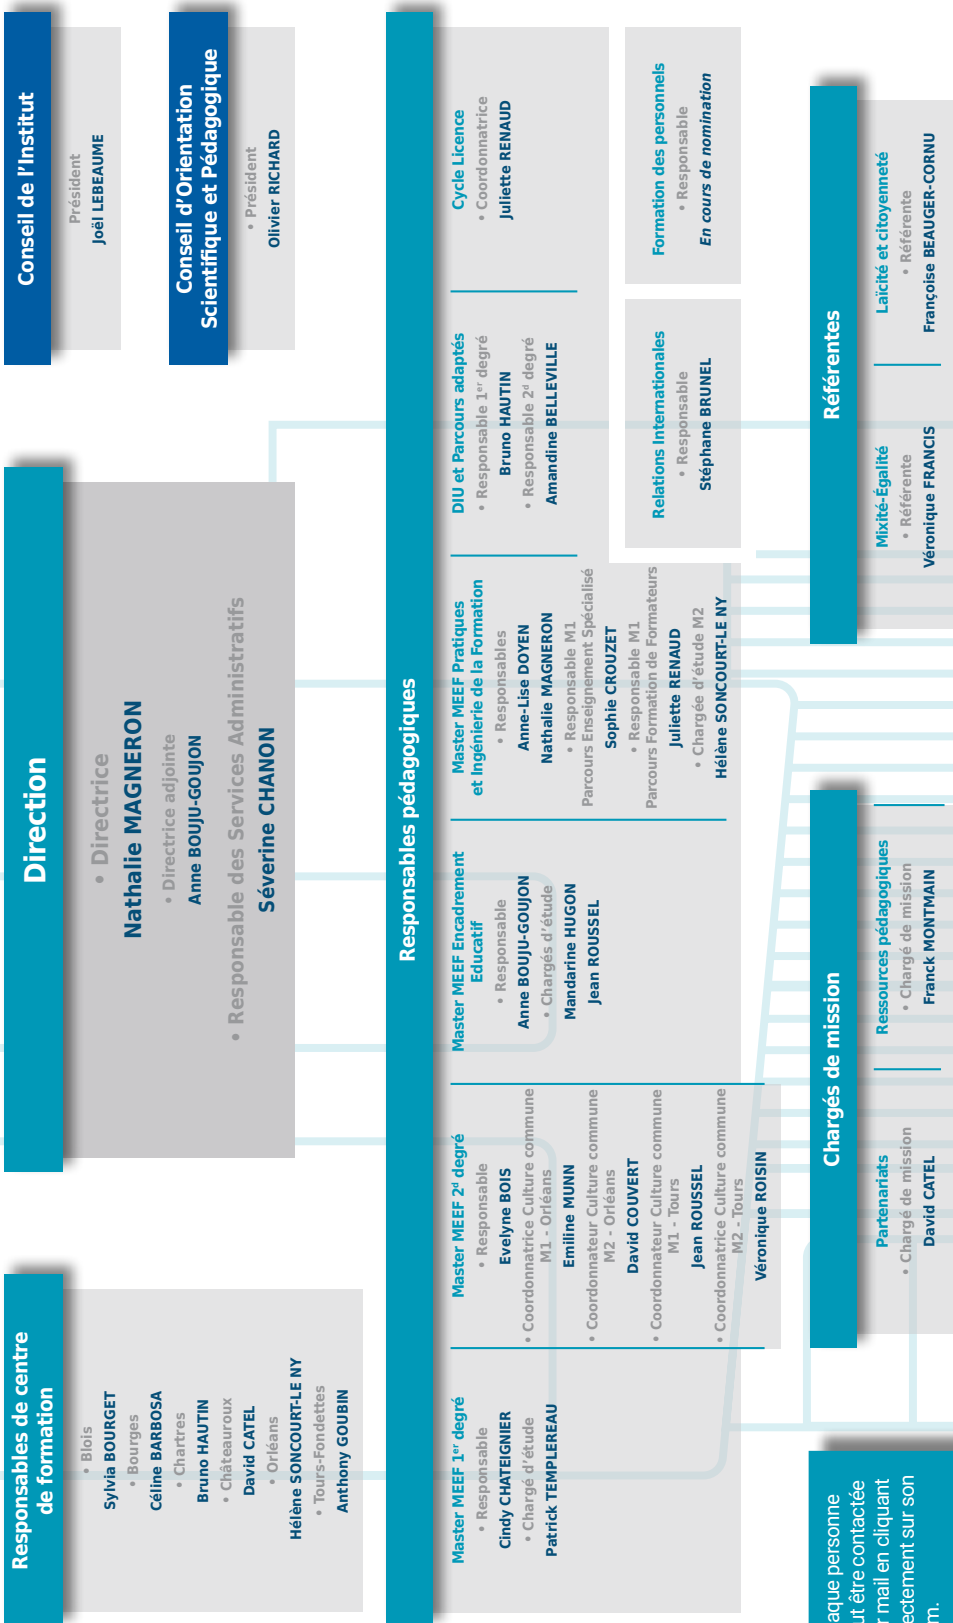 Responsables de centre
de formation
• Blois
Sylvia BOURGET
• Bourges
Céline BARBOSA
• Chartres
Bruno HAUTIN
• Châteauroux
David CATEL
• Orléans
Hélène SONCOURT-LE NY
• Tours-Fondettes
Anthony GOUBIN
Direction
• Directrice
Nathalie MAGNERON
• Directrice adjointe
Anne BOUJU-GOUJON
• Responsable des Services Administratifs
Séverine CHANON
Conseil de l'Institut
Président
Joël LEBEAUME
Conseil d'Orientation
Scientifique et Pédagogique
• Président
Olivier RICHARD
Responsables pédagogiques
Master MEEF 1er degré
• Responsable
Cindy CHATEIGNIER
• Chargé d'étude
Patrick TEMPLEREAU
Master MEEF 2d degré
• Responsable
Evelyne BOIS
• Coordonnatrice Culture commune
M1 - Orléans
Emiline MUNN
• Coordonnateur Culture commune
M2 - Orléans
David COUVERT
• Coordonnateur Culture commune
M1 - Tours
Jean ROUSSEL
• Coordonnatrice Culture commune
M2 - Tours
Véronique ROISIN
Master MEEF Encadrement
Educatif
• Responsable
Anne BOUJU-GOUJON
• Chargés d'étude
Mandarine HUGON
Jean ROUSSEL
Master MEEF Pratiques
et Ingénierie de la Formation
• Responsables
Anne-Lise DOYEN
Nathalie MAGNERON
• Responsable M1
Parcours Enseignement Spécialisé
Sophie CROUZET
• Responsable M1
Parcours Formation de Formateurs
Juliette RENAUD
• Chargée d'étude M2
Hélène SONCOURT-LE NY
DIU et Parcours adaptés
• Responsable 1er degré
Bruno HAUTIN
• Responsable 2d degré
Amandine BELLEVILLE
Cycle Licence
• Coordonnatrice
Juliette RENAUD
Relations Internationales
• Responsable
Stéphane BRUNEL
Formation des personnels
• Responsable
En cours de nomination
Chargés de mission
Partenariats
• Chargé de mission
David CATEL
Ressources pédagogiques
• Chargé de mission
Franck MONTMAIN
Référentes
Mixité-Égalité
• Référente
Véronique FRANCIS
Laïcité et citoyenneté
• Référente
Françoise BEAUGER-CORNU
aque personne
ut être contactée
r mail en cliquant
ectement sur son
m.